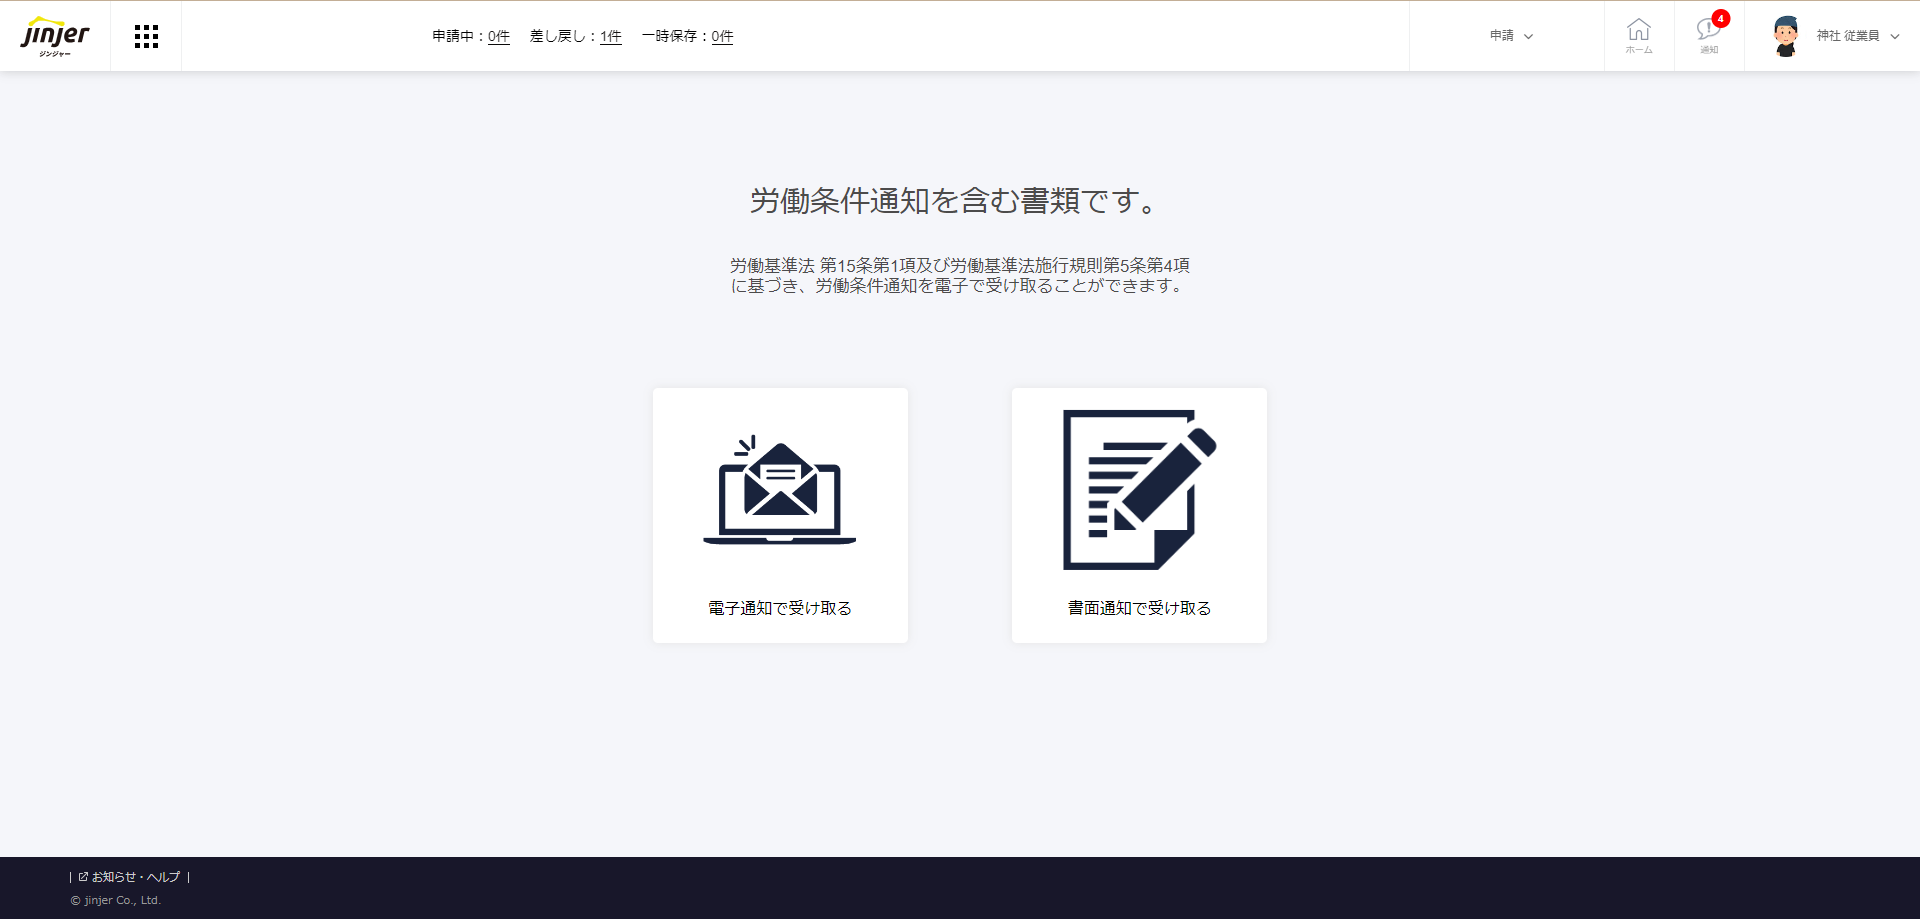 jinjer
ジンジャー
申請中：0件 差し戻し：1件 一時保存：0件
申請
ホーム
4
通知
神社 従業員
労働条件通知を含む書類です。
労働基準法 第15条第1項及び労働基準法施行規則第5条第4項
に基づき、労働条件通知を電子で受け取ることができます。
電子通知で受け取る
書面通知で受け取る
| お知らせ・ヘルプ |
© jinjer Co., Ltd.